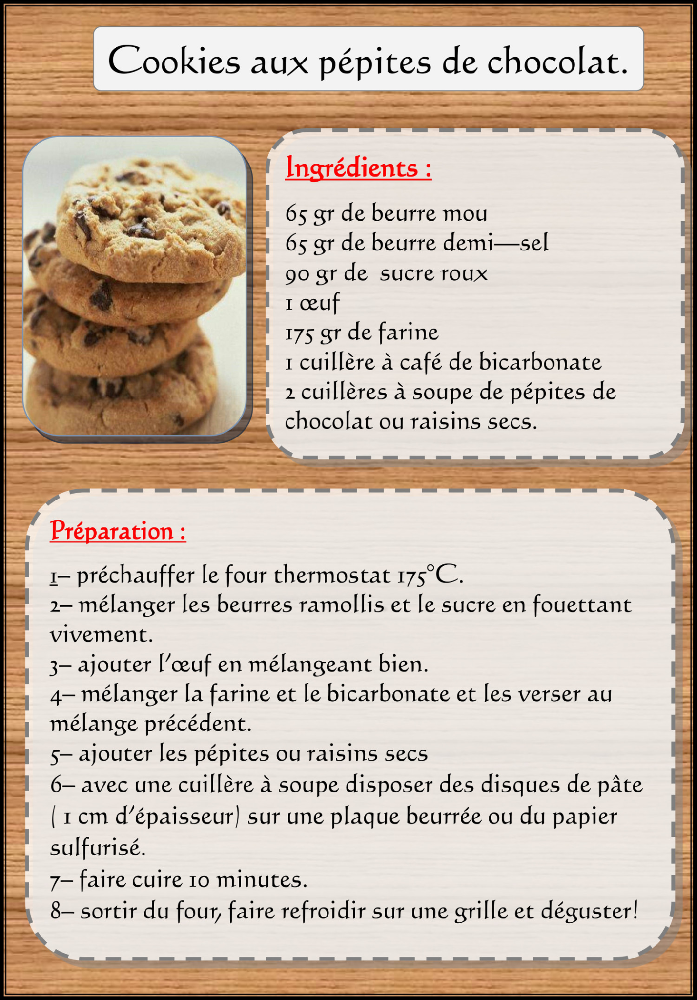 Cookies aux pépites de chocolat.
Ingrédients :
65 gr de beurre mou
65 gr de beurre demi—sel
90 gr de  sucre roux
1 œuf
175 gr de farine
1 cuillère à café de bicarbonate
2 cuillères à soupe de pépites de
chocolat ou raisins secs.
Préparation :
1– préchauffer le four thermostat 175°C.
2– mélanger les beurres ramollis et le sucre en fouettant
vivement.
3– ajouter l'œuf en mélangeant bien.
4– mélanger la farine et le bicarbonate et les verser au
mélange précédent.
5– ajouter les pépites ou raisins secs
6– avec une cuillère à soupe disposer des disques de pâte
( 1 cm d'épaisseur) sur une plaque beurrée ou du papier
sulfurisé.
7– faire cuire 10 minutes.
8– sortir du four, faire refroidir sur une grille et déguster!